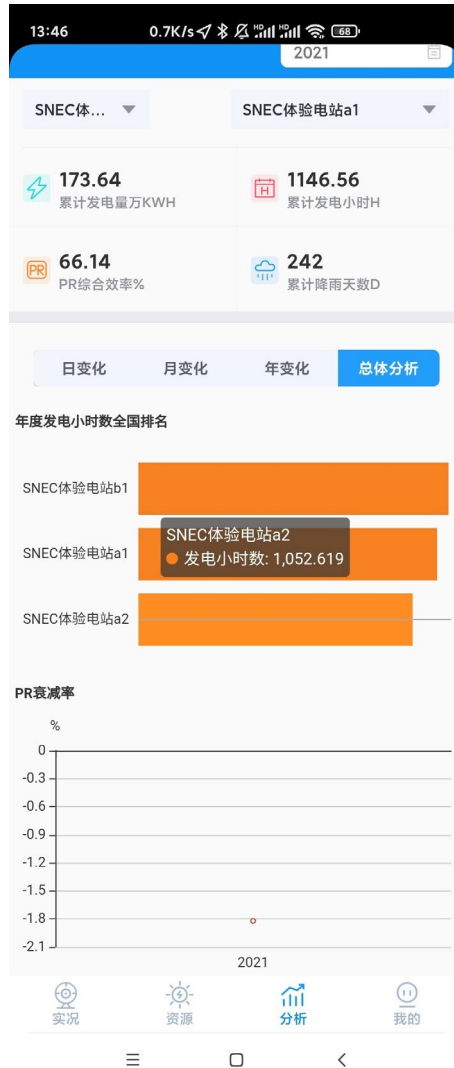 13:46 0.7K/s HD HD 68
2021
SNEC体... SNEC体验电站a1
173.64
累计发电量万KWH
H 1146.56
累计发电小时H
PR 66.14
PR综合效率%
242
累计降雨天数D
日变化 月变化 年变化 总体分析
年度发电小时数全国排名
SNEC体验电站b1
SNEC体验电站a2
发电小时数: 1,052.619
SNEC体验电站a1
SNEC体验电站a2
PR衰减率
%
0
-0.3
-0.6
-0.9
-1.2
-1.5
-1.8
-2.1
2021
实况 资源 分析 我的